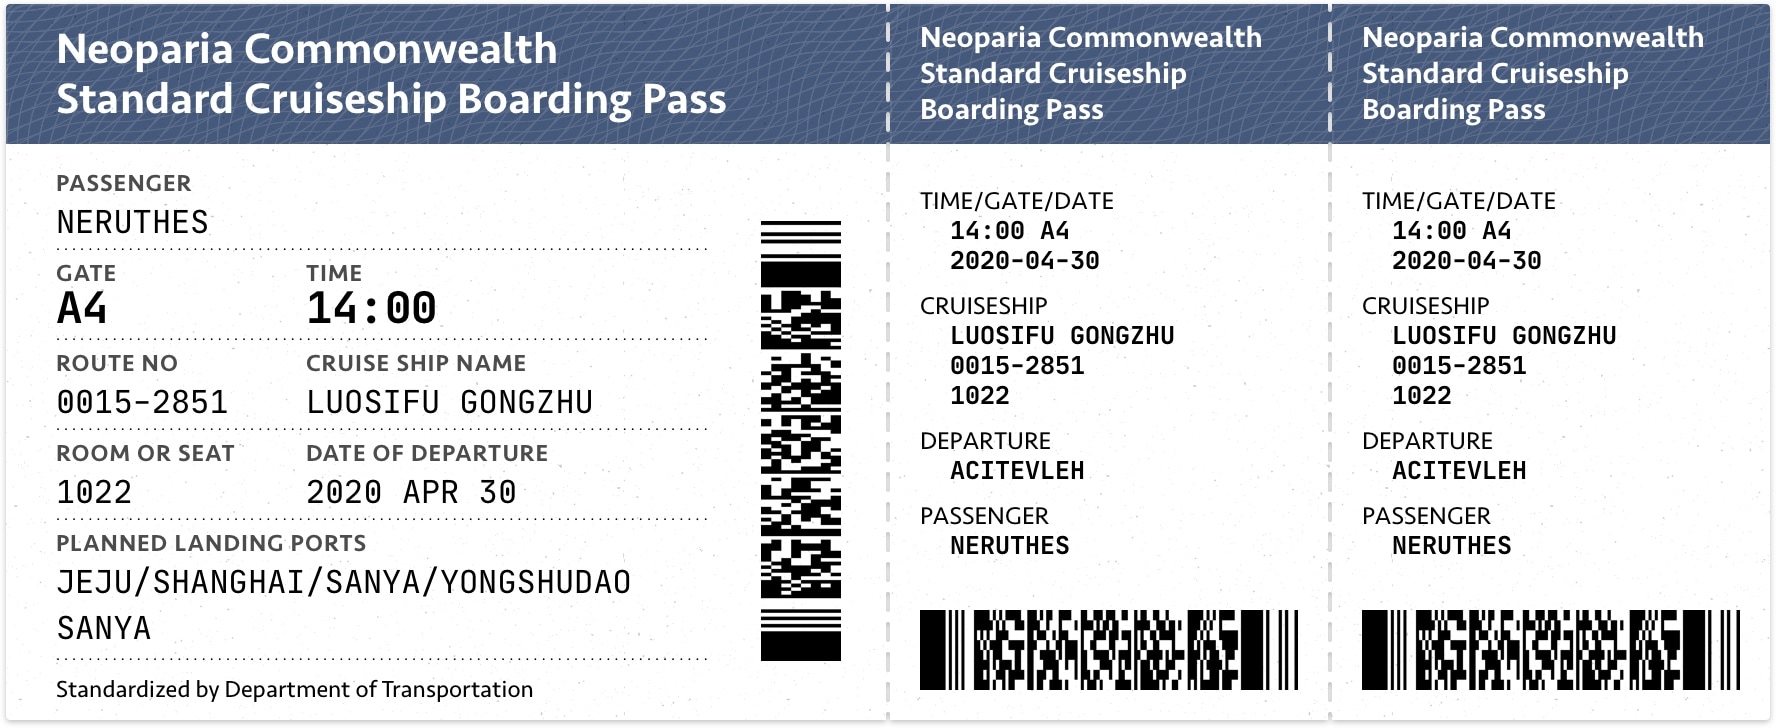 Neoparia Commonwealth
Standard Cruiseship Boarding Pass
PASSENGER
NERUTHES
GATE TIME
A4 14:00
ROUTE NO CRUISE SHIP NAME
0015-2851 LUOSIFU GONGZHU
ROOM OR SEAT DATE OF DEPARTURE
1022 2020 APR 30
PLANNED LANDING PORTS
JEJU/SHANGHAI/SANYA/YONGSHUDAO
SANYA
Standardized by Department of Transportation
Neoparia Commonwealth
Standard Cruiseship
Boarding Pass
TIME/GATE/DATE
14:00 A4
2020-04-30
CRUISESHIP
LUOSIFU GONGZHU
0015-2851
1022
DEPARTURE
ACITEVLEH
PASSENGER
NERUTHES
Neoparia Commonwealth
Standard Cruiseship
Boarding Pass
TIME/GATE/DATE
14:00 A4
2020-04-30
CRUISESHIP
LUOSIFU GONGZHU
0015-2851
1022
DEPARTURE
ACITEVLEH
PASSENGER
NERUTHES